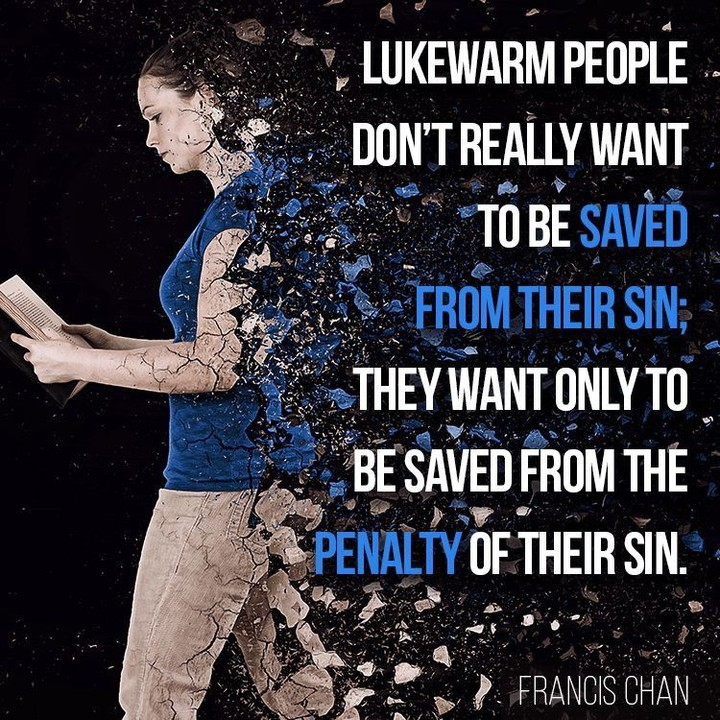 LUKEWARM PEOPLE
DON'T REALLY WANT
TO BE SAVED
FROM THEIR SIN;
THEY WANT ONLY TO
BE SAVED FROM THE
PENALTY OF THEIR SIN.
FRANCIS CHAN